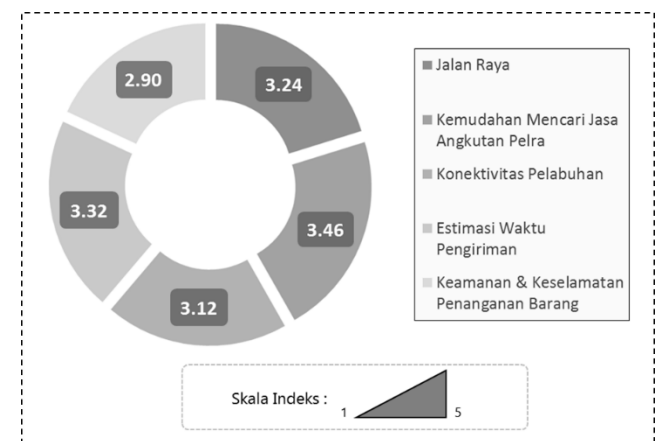 2.90
3.24
3.32
3.46
3.12
Jalan Raya
Kemudahan Mencari Jasa
Angkutan Pelra
Konektivitas Pelabuhan
Estimasi Waktu
Pengiriman
Keamanan & Keselamatan
Penanganan Barang
Skala Indeks : 1 5